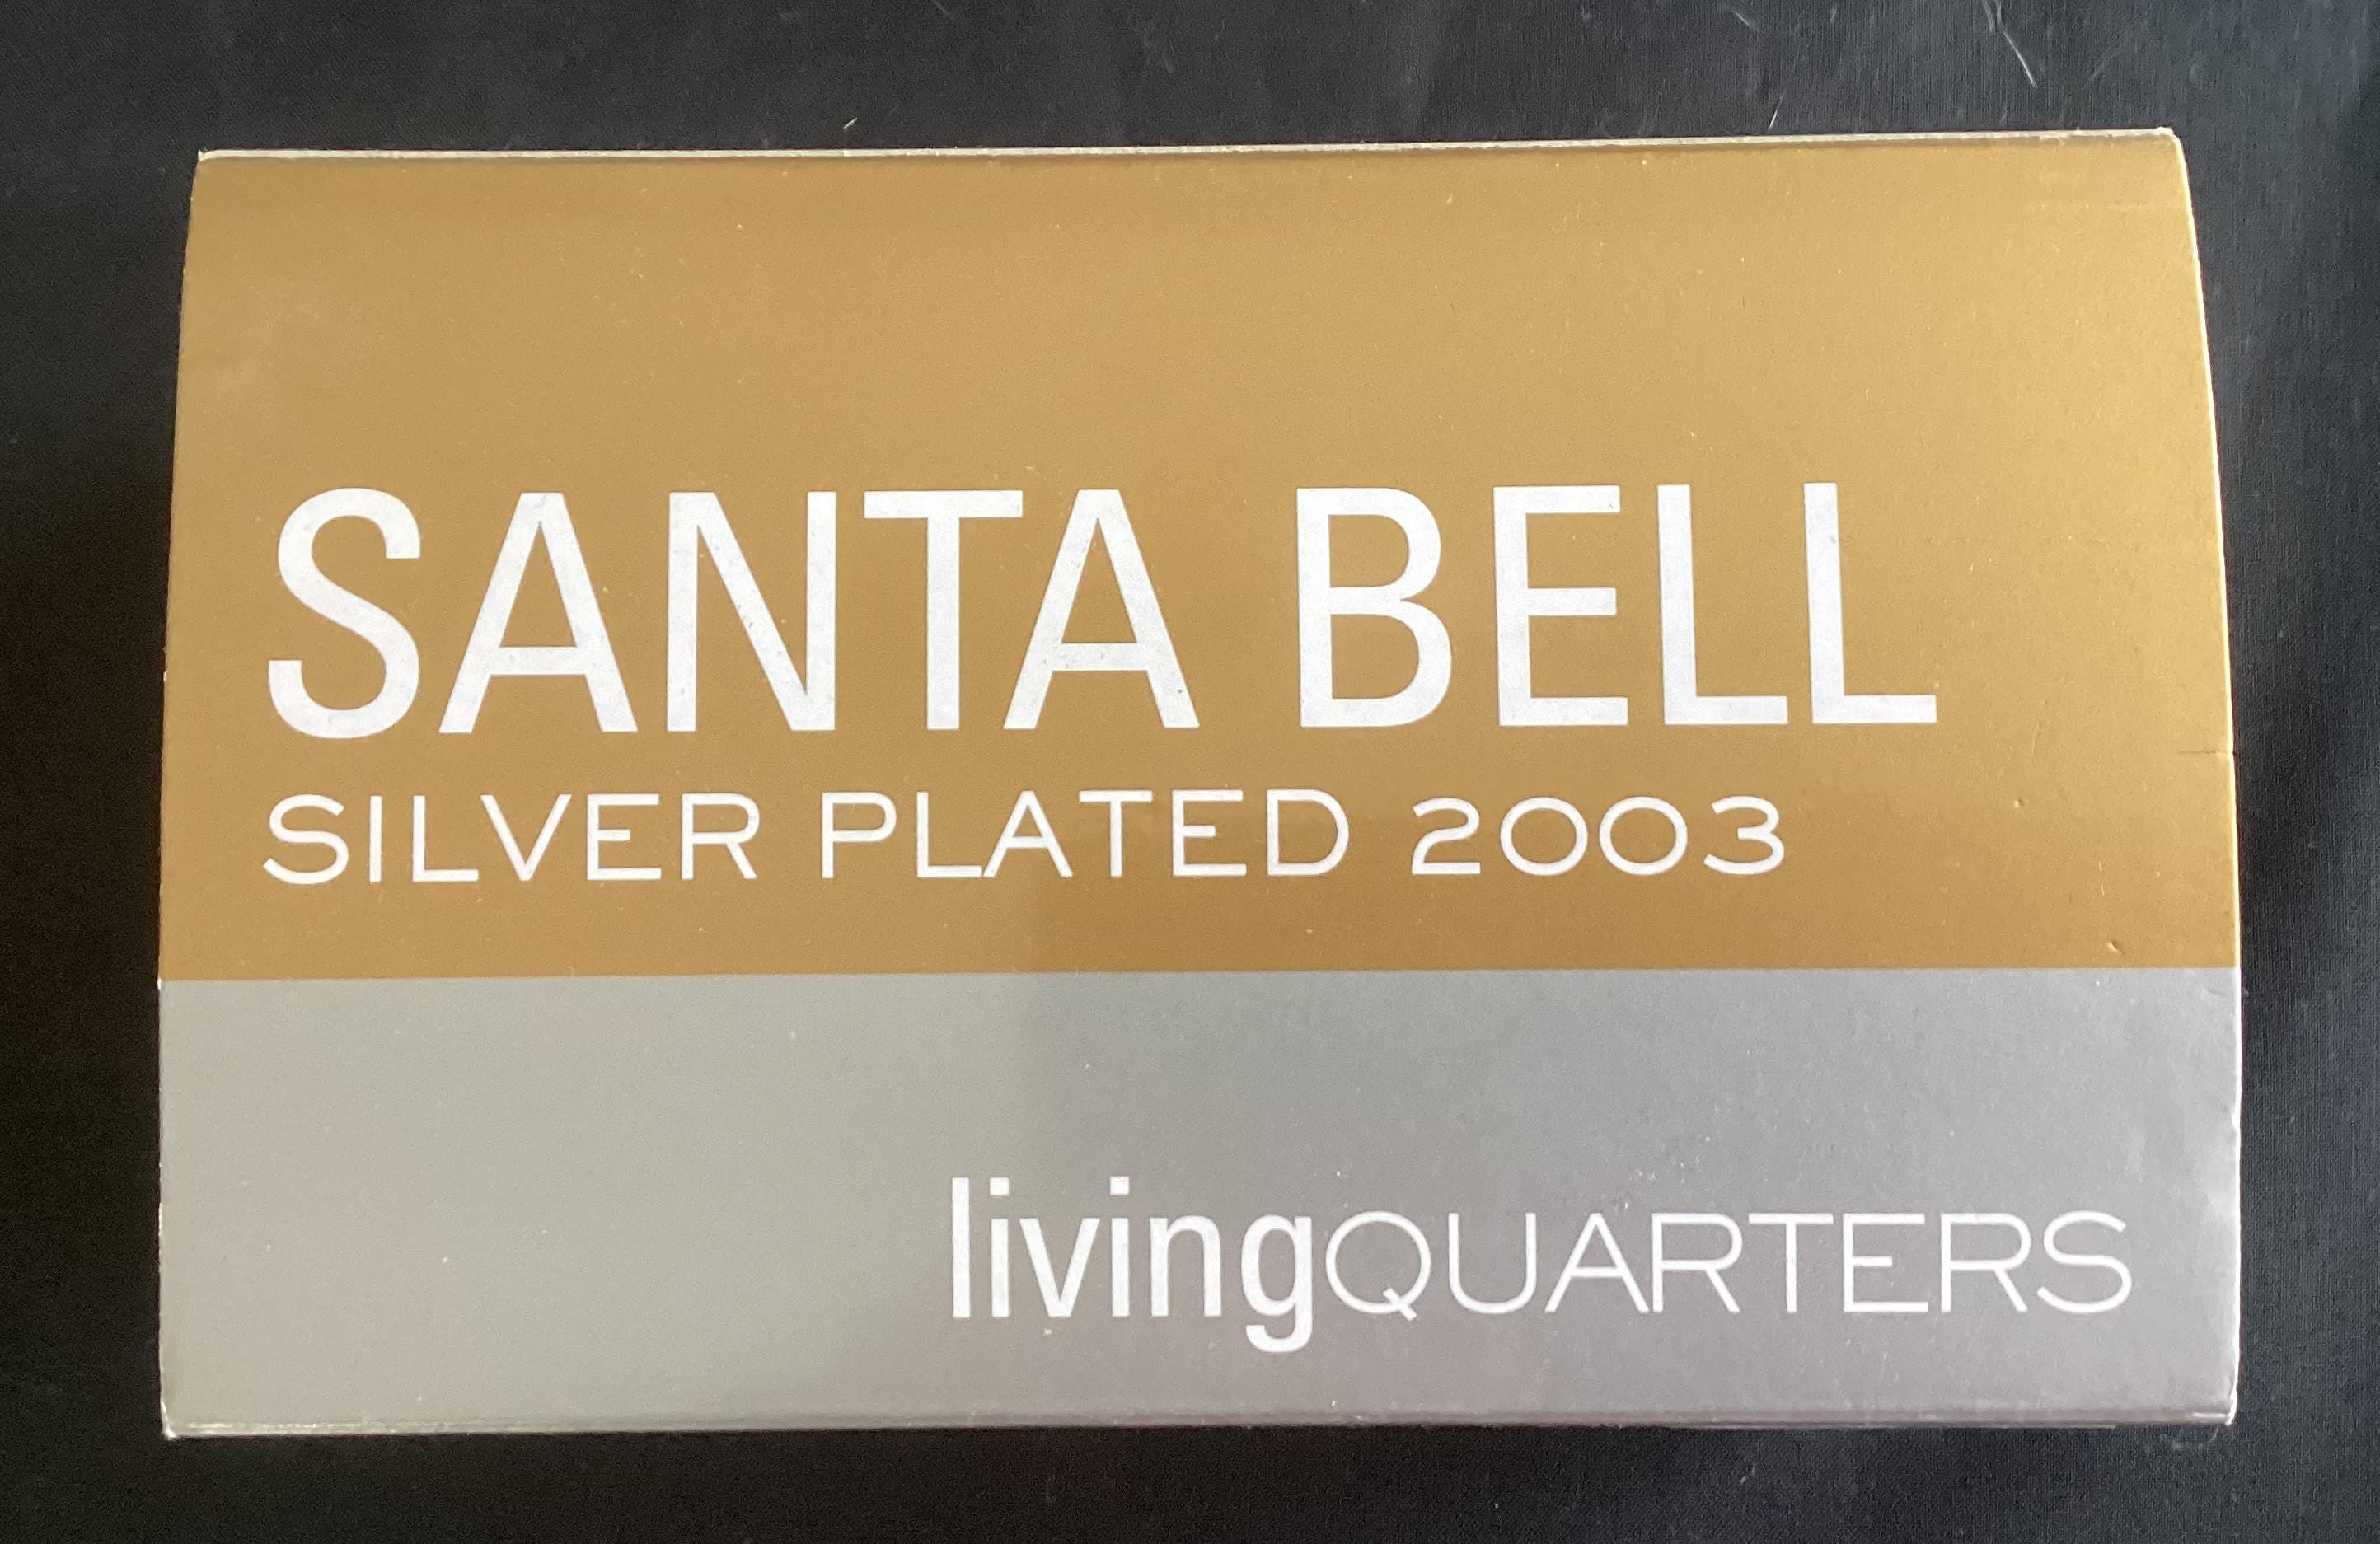 SANTA BELL
SILVER PLATED 2003
livingQUARTERS